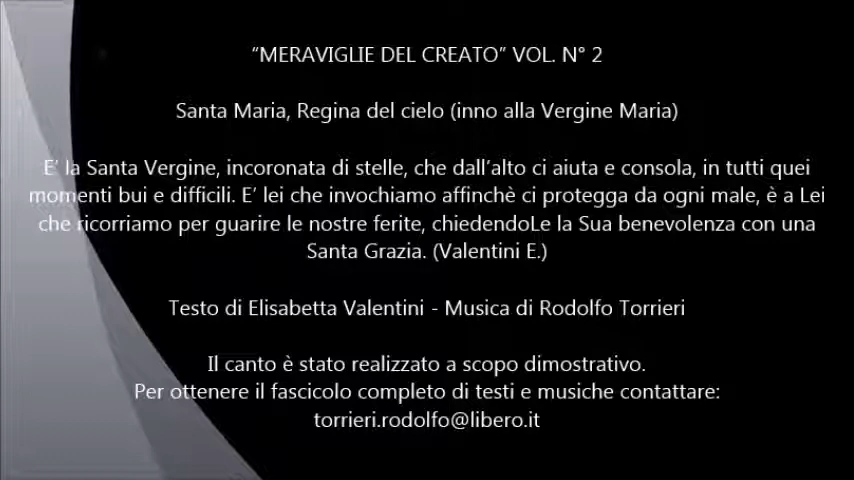 “MERAVIGLIE DEL CREATO” VOL. N° 2
Santa Maria, Regina del cielo (inno alla Vergine Maria)
E’ la Santa Vergine, incoronata di stelle, che dall’alto ci aiuta e consola, in tutti quei
momenti bui e difficili. E’ lei che invochiamo affinchè ci protegga da ogni male, è a Lei
che ricorriamo per guarire le nostre ferite, chiedendoLe la Sua benevolenza con una
Santa Grazia. (Valentini E.)
Testo di Elisabetta Valentini - Musica di Rodolfo Torrieri
Il canto è stato realizzato a scopo dimostrativo.
Per ottenere il fascicolo completo di testi e musiche contattare:
torrieri.rodolfo@libero.it